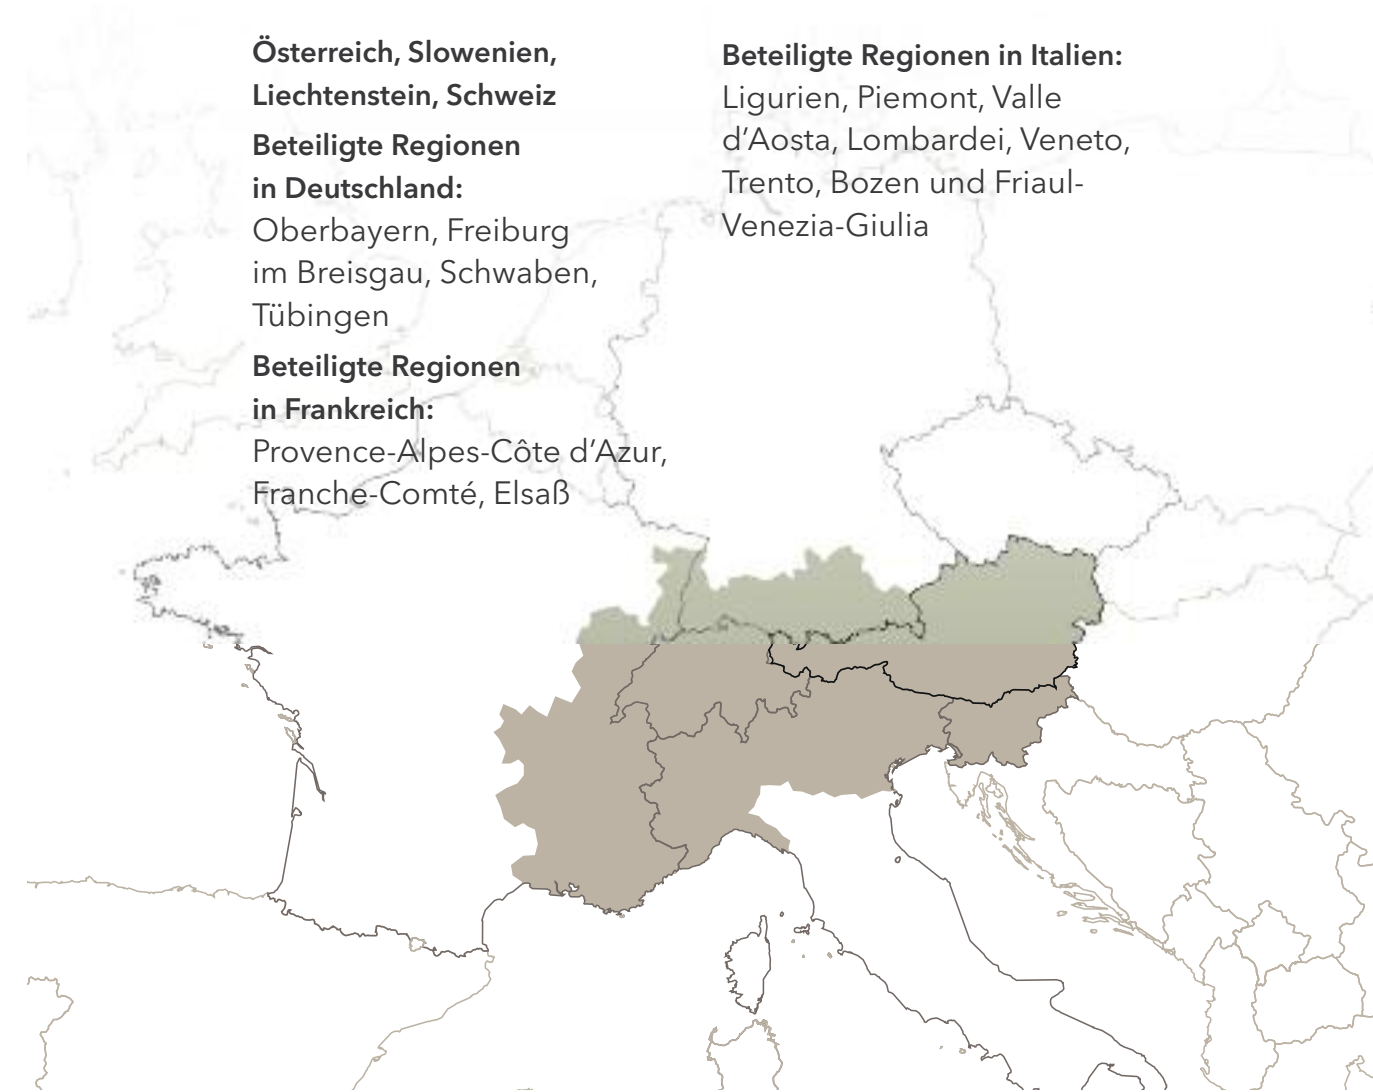 Österreich, Slowenien,
Liechtenstein, Schweiz
Beteiligte Regionen
in Deutschland:
Oberbayern, Freiburg
im Breisgau, Schwaben,
Tübingen
Beteiligte Regionen
in Frankreich:
Provence-Alpes-Côte d’Azur,
Franche-Comté, Elsaß
Beteiligte Regionen in Italien:
Ligurien, Piemont, Valle
d’Aosta, Lombardei, Veneto,
Trento, Bozen und Friaul-
Venezia-Giulia